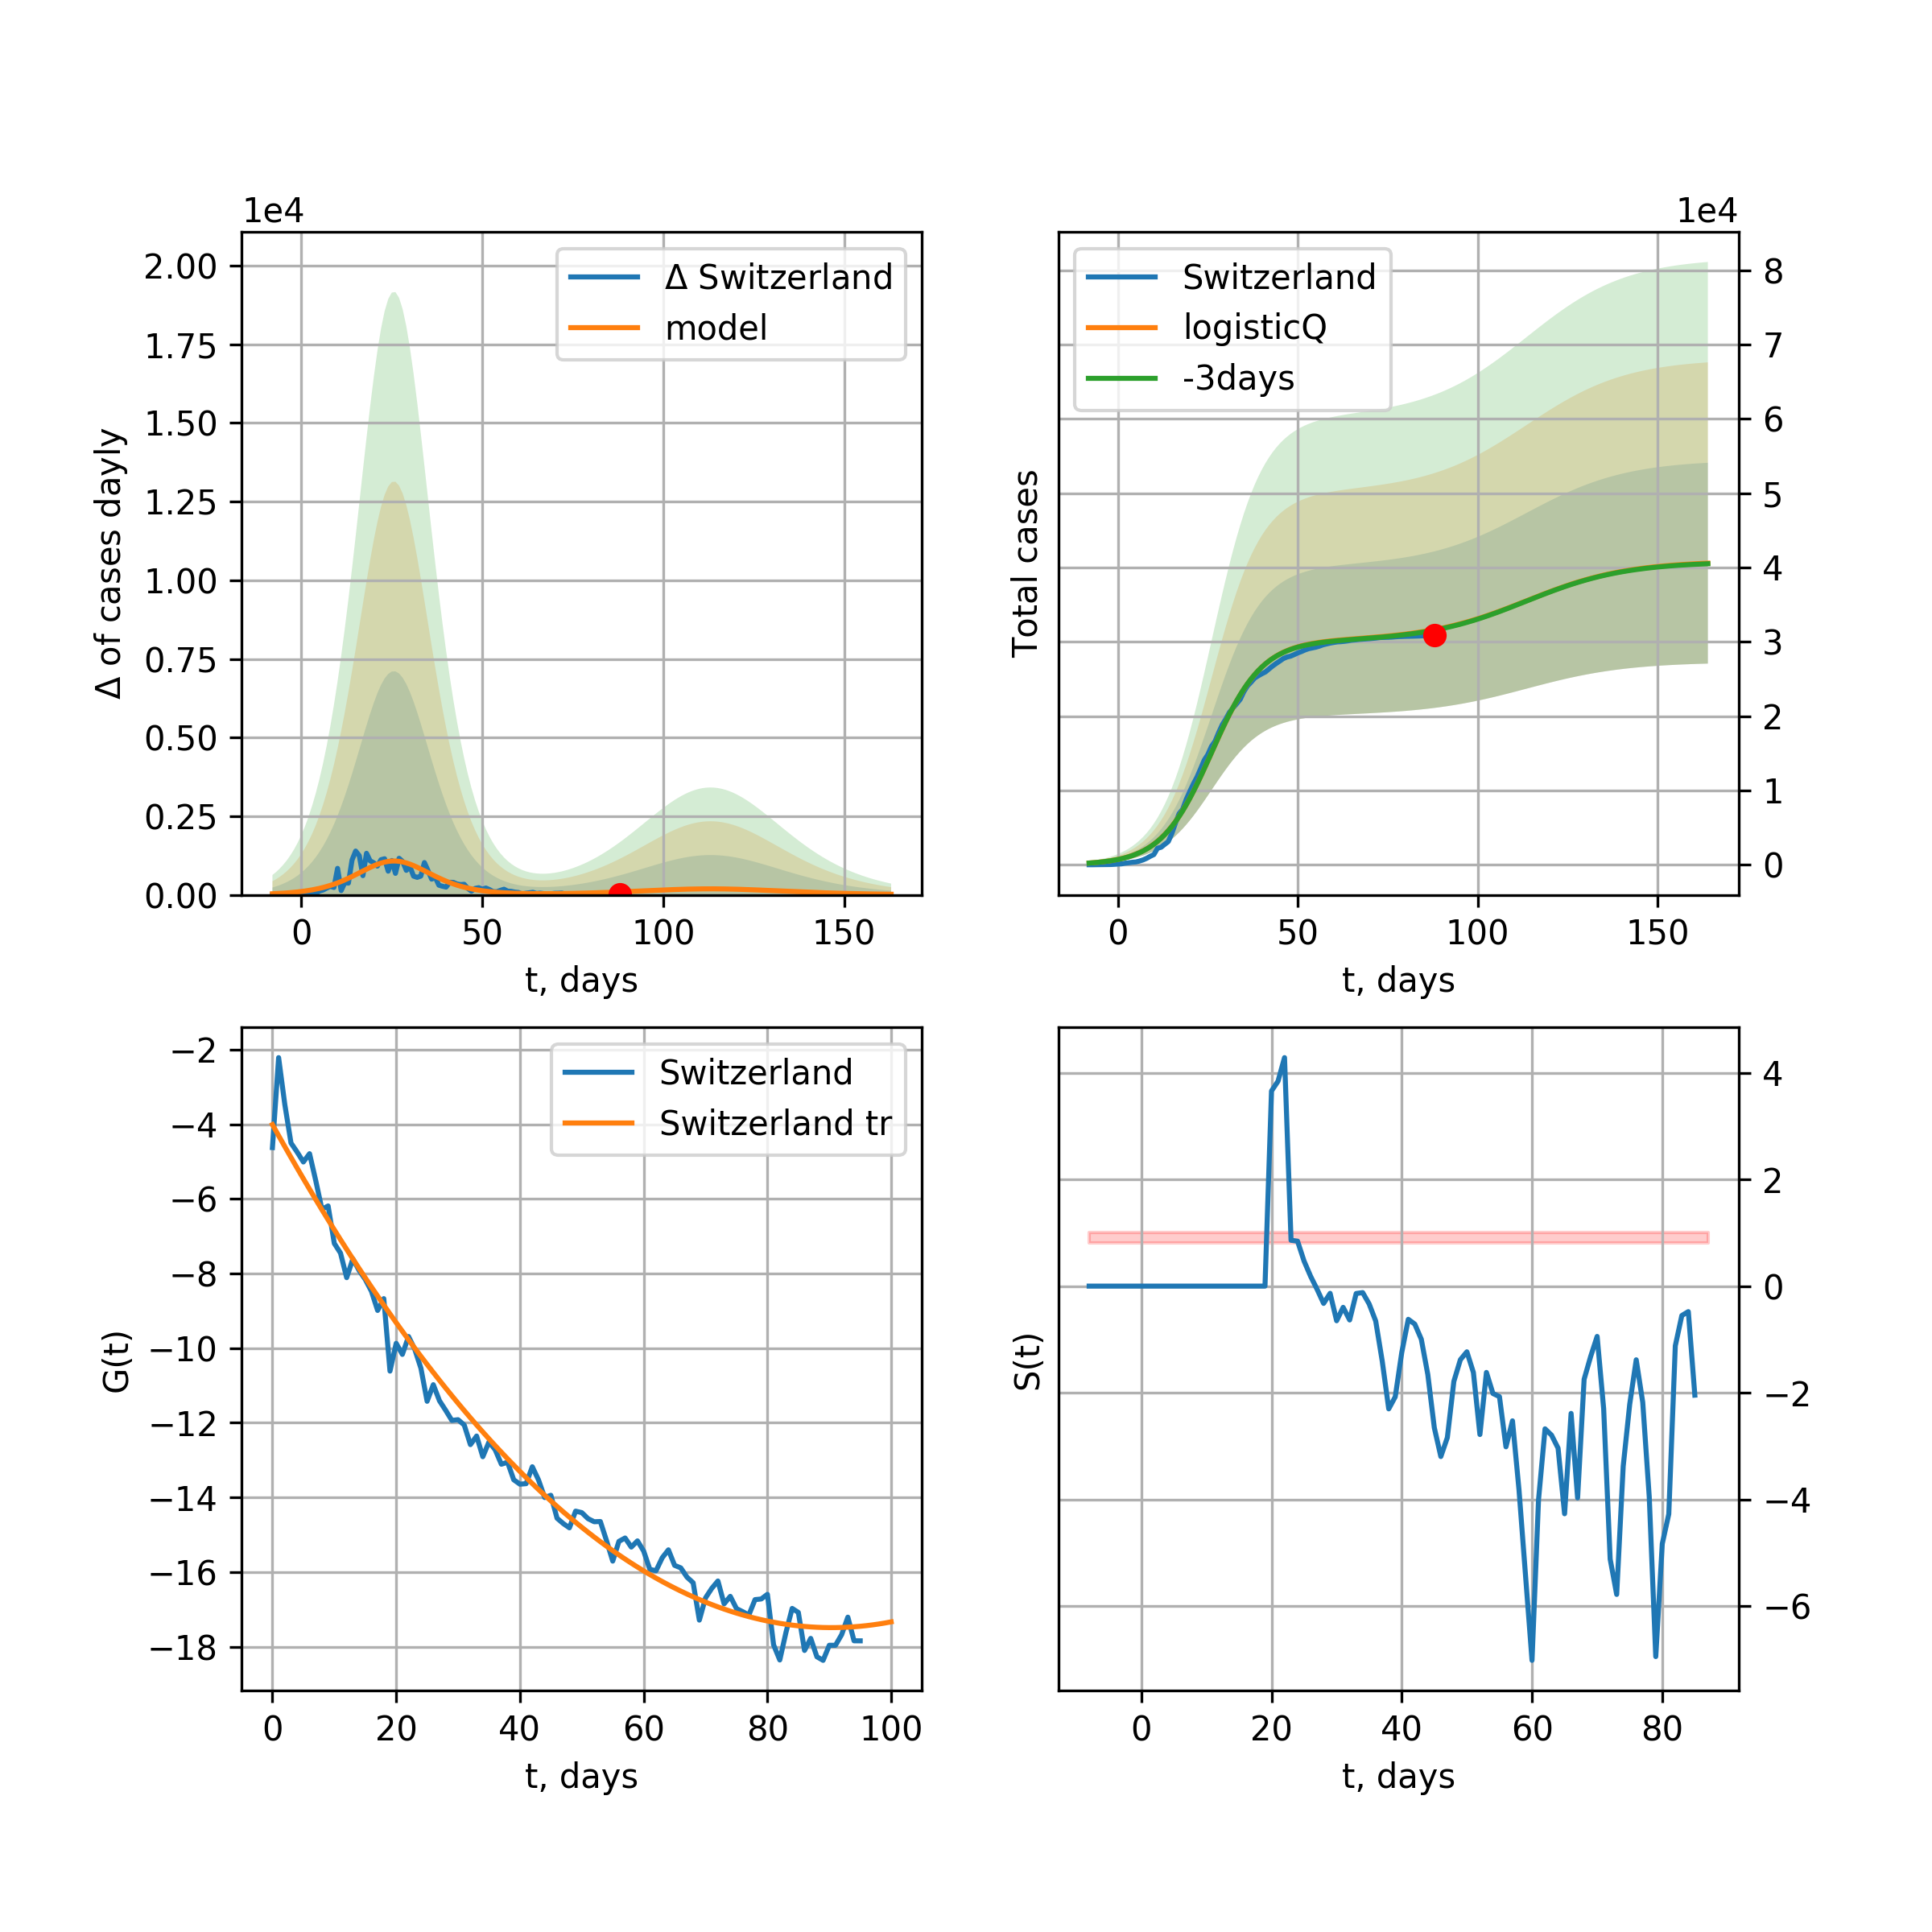 1e4
Δ of cases dayly
2.00
1.75
1.50
1.25
1.00
0.75
0.50
0.25
0.00
Δ Switzerland
model
0 50 100 150
t, days
1e4
Total cases
Switzerland
logisticQ
-3days
8
7
6
5
4
3
2
1
0
0 50 100 150
t, days
G(t)
−2
−4
−6
−8
−10
−12
−14
−16
−18
Switzerland
Switzerland tr
0 20 40 60 80 100
t, days
S(t)
4
2
0
−2
−4
−6
0 20 40 60 80
t, days